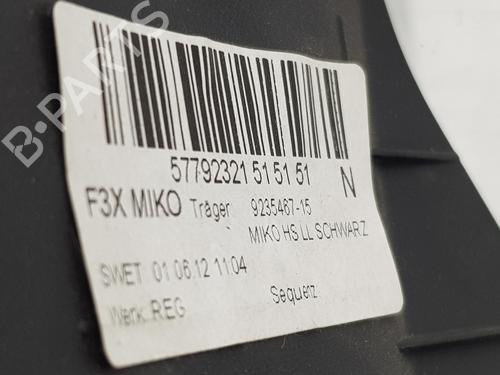 B-PARTS
57792321 51 51 51
N
F3X MIKO Träger 9235467-15
MIKO HS LL SCHWARZ
SWET 01.06.12 11:04
Werk: REG Sequenz: